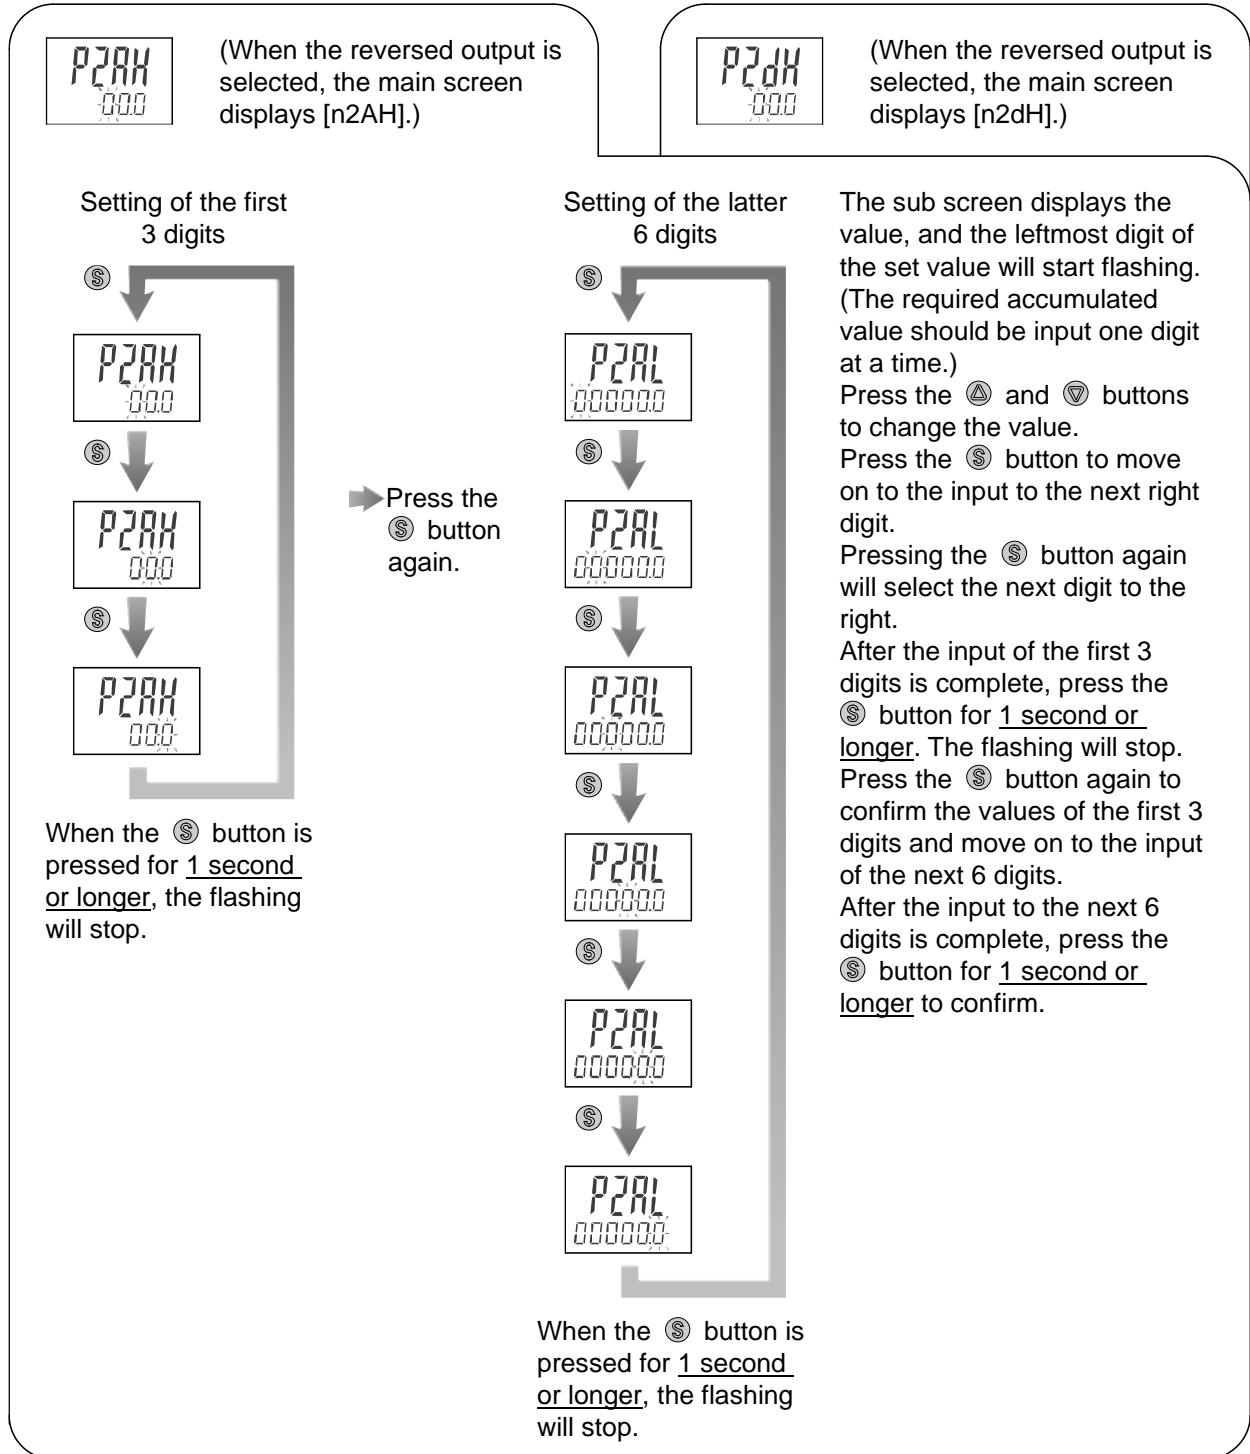 P2AH
00.0
(When the reversed output is
selected, the main screen
displays [n2AH].)
P2dH
00.0
(When the reversed output is
selected, the main screen
displays [n2dH].)
Setting of the first
3 digits
S
P2AH
00.0
S
P2AH
00.0
S
P2AH
00.0
When the S button is
pressed for 1 second
or longer, the flashing
will stop.
Press the
S button
again.
Setting of the latter
6 digits
S
P2AL
00000.0
S
P2AL
00000.0
S
P2AL
00000.0
S
P2AL
00000.0
S
P2AL
00000.0
S
P2AL
00000.0
When the S button is
pressed for 1 second
or longer, the flashing
will stop.
The sub screen displays the
value, and the leftmost digit of
the set value will start flashing.
(The required accumulated
value should be input one digit
at a time.)
Press the △ and ▽ buttons
to change the value.
Press the S button to move
on to the input to the next right
digit.
Pressing the S button again
will select the next digit to the
right.
After the input of the first 3
digits is complete, press the
S button for 1 second or
longer. The flashing will stop.
Press the S button again to
confirm the values of the first 3
digits and move on to the input
of the next 6 digits.
After the input to the next 6
digits is complete, press the
S button for 1 second or
longer to confirm.